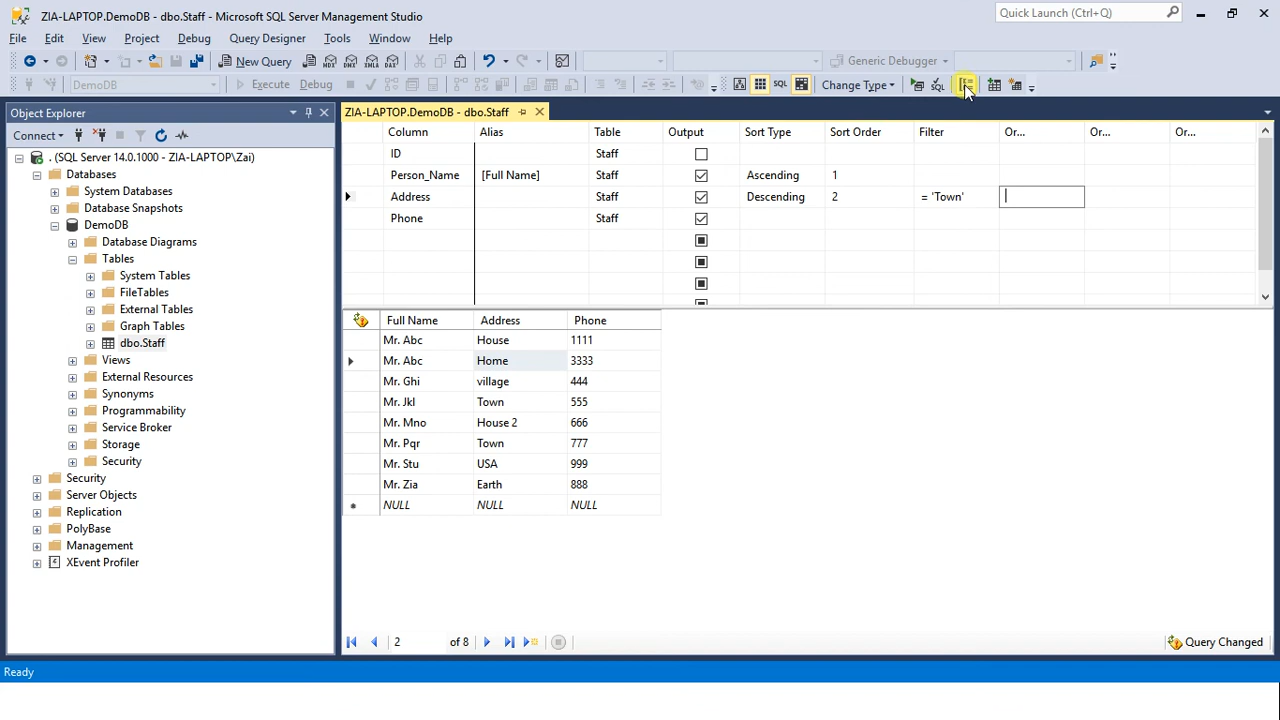 ZIA-LAPTOP.DemoDB - dbo.Staff - Microsoft SQL Server Management Studio
Quick Launch (Ctrl+Q)
File Edit View Project Debug Query Designer Tools Window Help
New Query
Generic Debugger
DemoDB
Execute Debug
SQL
Change Type
Object Explorer
ZIA-LAPTOP.DemoDB - dbo.Staff
Connect
. (SQL Server 14.0.1000 - ZIA-LAPTOP\Zai)
Databases
System Databases
Database Snapshots
DemoDB
Database Diagrams
Tables
System Tables
FileTables
External Tables
Graph Tables
dbo.Staff
Views
External Resources
Synonyms
Programmability
Service Broker
Storage
Security
Security
Server Objects
Replication
PolyBase
Management
XEvent Profiler
Column Alias Table Output Sort Type Sort Order Filter Or... Or... Or...
ID Staff
Person_Name [Full Name] Staff Ascending 1
Address Staff Descending 2 = 'Town'
Phone Staff
Full Name Address Phone
Mr. Abc House 1111
Mr. Abc Home 3333
Mr. Ghi village 444
Mr. Jkl Town 555
Mr. Mno House 2 666
Mr. Pqr Town 777
Mr. Stu USA 999
Mr. Zia Earth 888
NULL NULL NULL
2 of 8
Query Changed
Ready